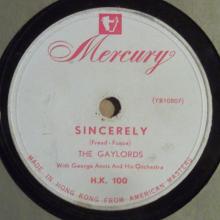 Mercury
(YB10807)
SINCERELY
(Freed - Fuqua)
THE GAYLORDS
With George Annis And His Orchestra
H.K. 100
MADE IN HONG KONG FROM AMERICAN MASTERS